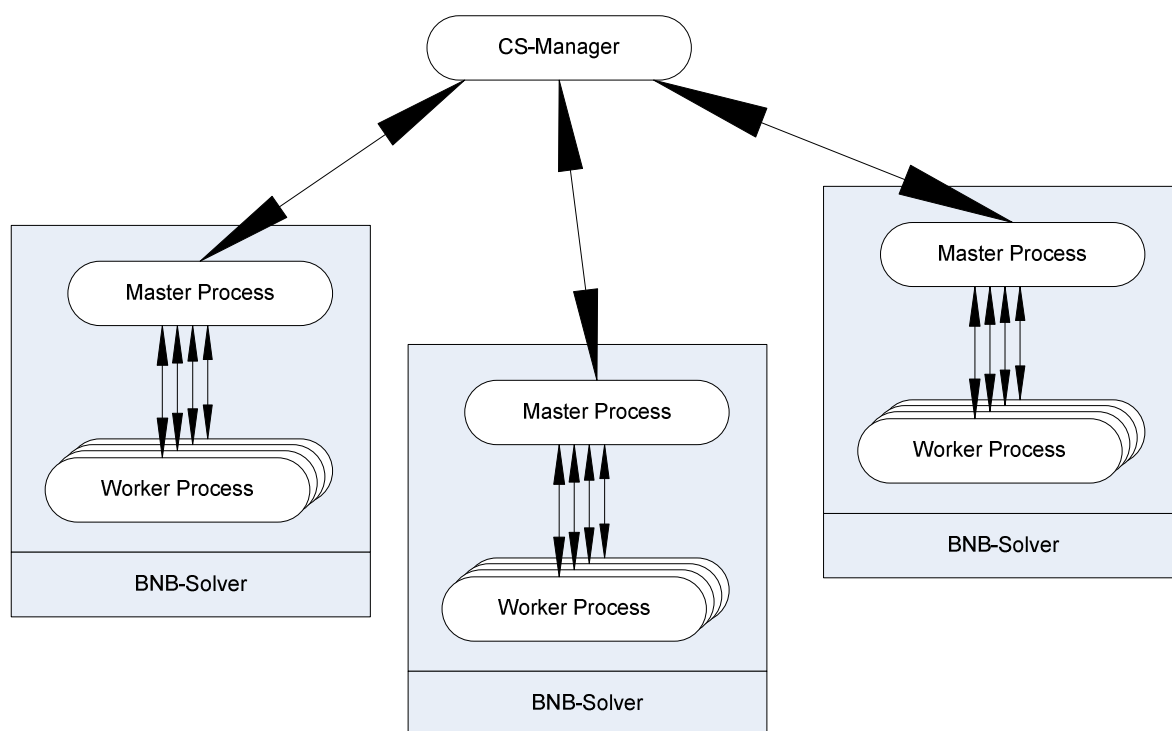 CS-Manager
Master Process
Worker Process
BNB-Solver
Master Process
Worker Process
BNB-Solver
Master Process
Worker Process
BNB-Solver